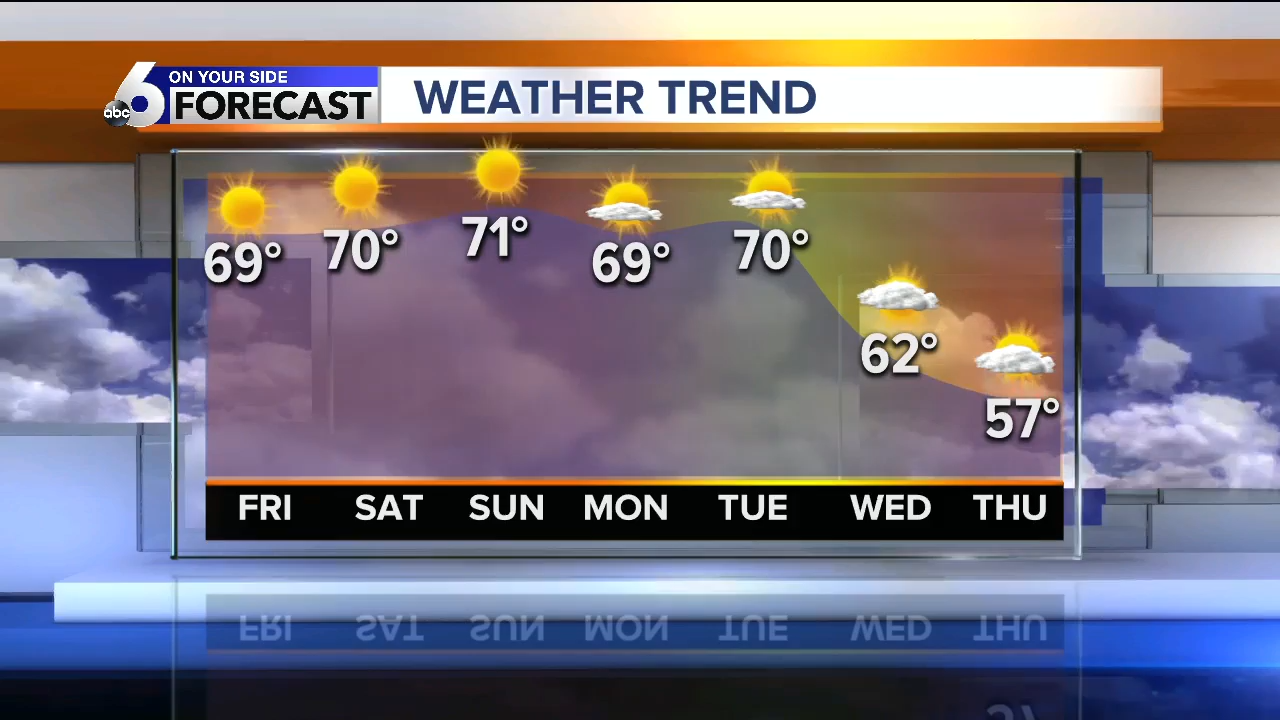 ON YOUR SIDE
abc 6 FORECAST
WEATHER TREND
69° 70° 71° 69° 70° 62° 57°
FRI SAT SUN MON TUE WED THU